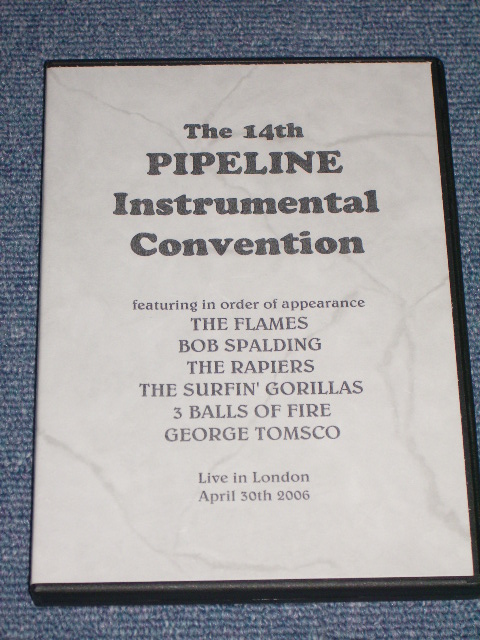 The 14th
PIPELINE
Instrumental
Convention
featuring in order of appearance
THE FLAMES
BOB SPALDING
THE RAPIERS
THE SURFIN' GORILLAS
3 BALLS OF FIRE
GEORGE TOMSCO
Live in London
April 30th 2006